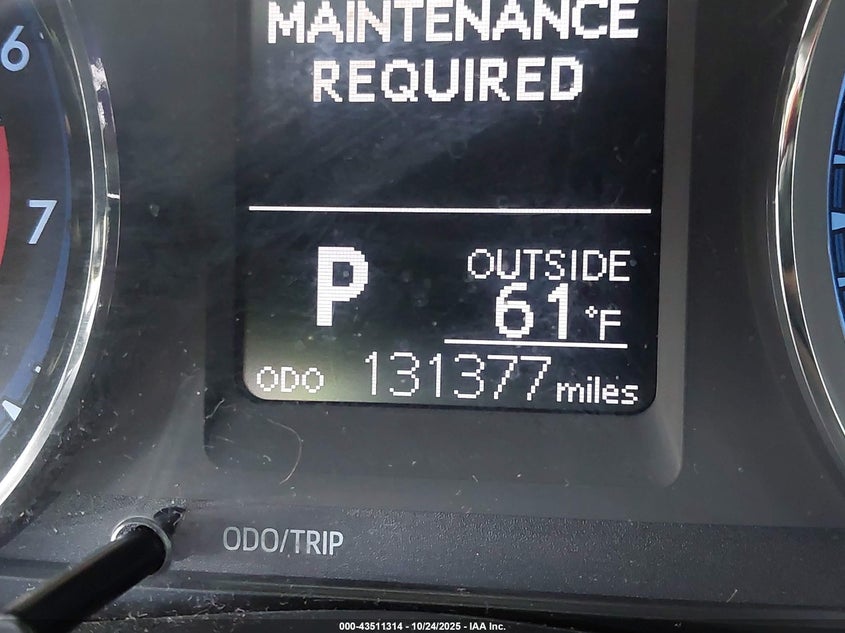 MAINTENANCE
REQUIRED
6
7
P
OUTSIDE
61°F
ODO 131377 miles
ODO/TRIP
000-43511314 - 10/24/2025 - IAA Inc.